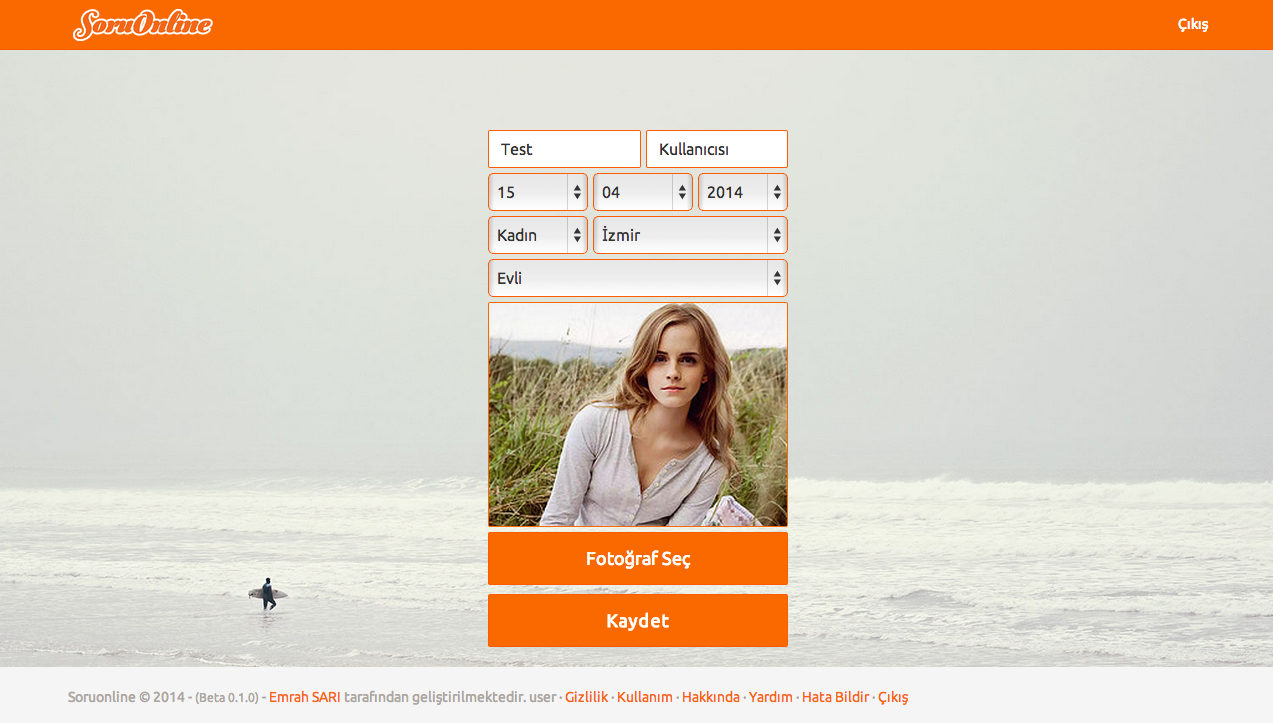 SoruOnline
Çıkış
Test Kullanıcısı
15 04 2014
Kadın İzmir
Evli
Fotoğraf Seç
Kaydet
Soruonline © 2014 - (Beta 0.1.0) - Emrah SARI tarafından geliştirilmektedir. user · Gizlilik · Kullanım · Hakkında · Yardım · Hata Bildir · Çıkış